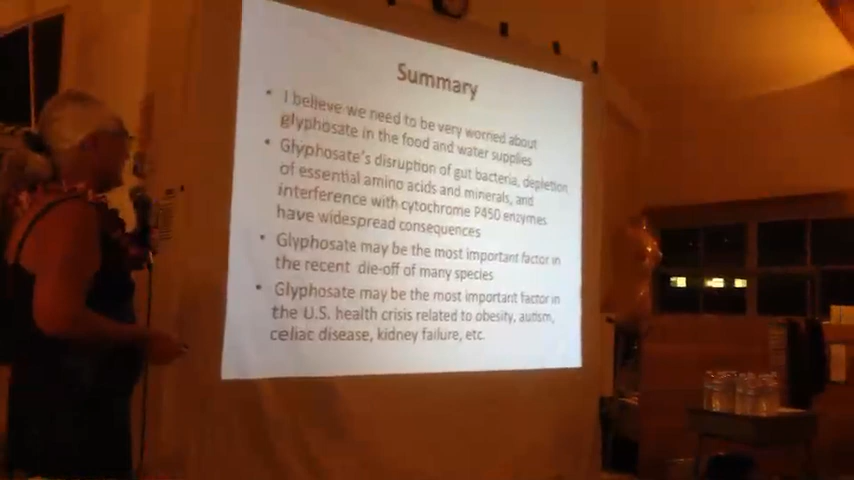 Summary
• I believe we need to be very worried about
glyphosate in the food and water supplies
• Glyphosate's disruption of gut bacteria, depletion
of essential amino acids and minerals, and
interference with cytochrome P450 enzymes
have widespread consequences
• Glyphosate may be the most important factor in
the recent die-off of many species
• Glyphosate may be the most important factor in
the U.S. health crisis related to obesity, autism,
celiac disease, kidney failure, etc.